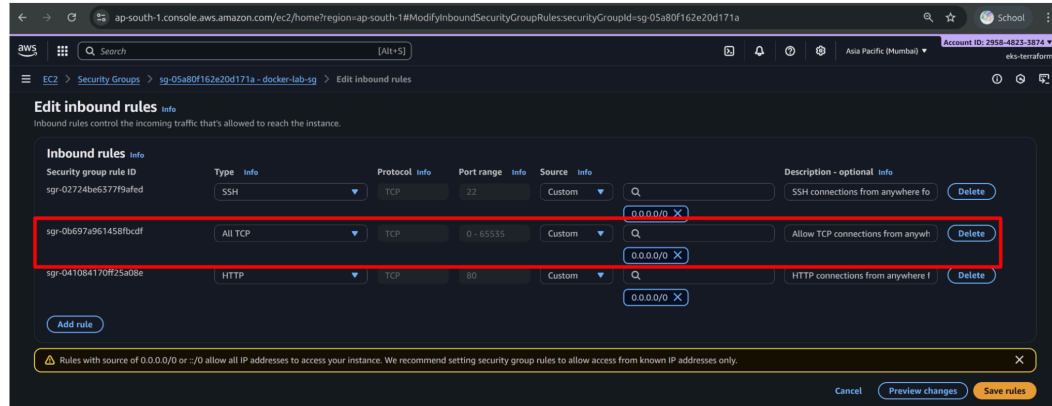 ap-south-1.console.aws.amazon.com/ec2/home?region=ap-south-1#ModifyInboundSecurityGroupRules:securityGroupId=sg-05a80f162e20d171a
School
aws
Search
[Alt+S]
Asia Pacific (Mumbai)
Account ID: 2958-4823-3874
eks-terraform
EC2 > Security Groups > sg-05a80f162e20d171a - docker-lab-sg > Edit inbound rules
Edit inbound rules Info
Inbound rules control the incoming traffic that's allowed to reach the instance.
Inbound rules Info
Security group rule ID Type Info Protocol Info Port range Info Source Info Description - optional Info
sgr-02724be6377f9afed SSH TCP 22 Custom SSH connections from anywhere fo Delete
0.0.0.0/0
sgr-0b697a961458fbcdf All TCP TCP 0 - 65535 Custom Allow TCP connections from anywh Delete
0.0.0.0/0
sgr-041084170ff25a08e HTTP TCP 80 Custom HTTP connections from anywhere f Delete
0.0.0.0/0
Add rule
Rules with source of 0.0.0.0/0 or ::/0 allow all IP addresses to access your instance. We recommend setting security group rules to allow access from known IP addresses only.
Cancel Preview changes Save rules